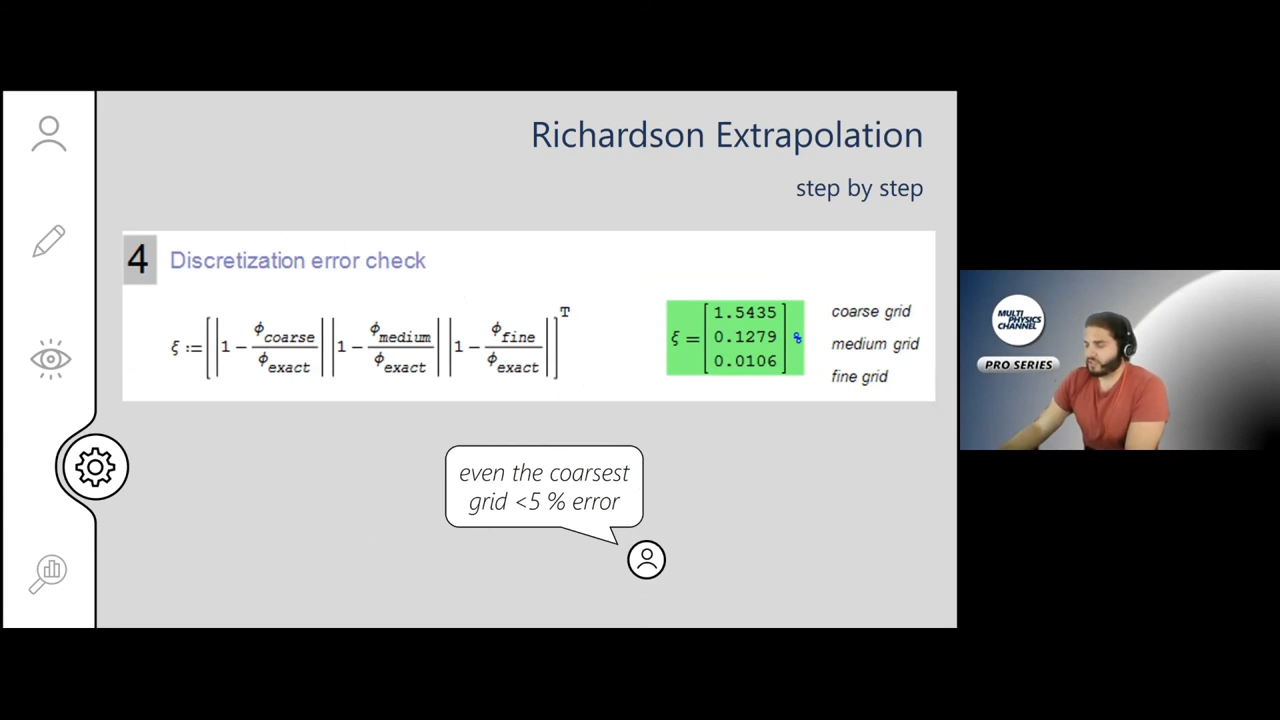 Richardson Extrapolation
step by step
4 Discretization error check
ξ := [ |1 - ϕcoarse/ϕexact| |1 - ϕmedium/ϕexact| |1 - ϕfine/ϕexact| ]T
ξ = [ 1.5435 0.1279 0.0106 ] %
coarse grid
medium grid
fine grid
even the coarsest
grid <5 % error
MULTI
PHYSICS
CHANNEL
PRO SERIES